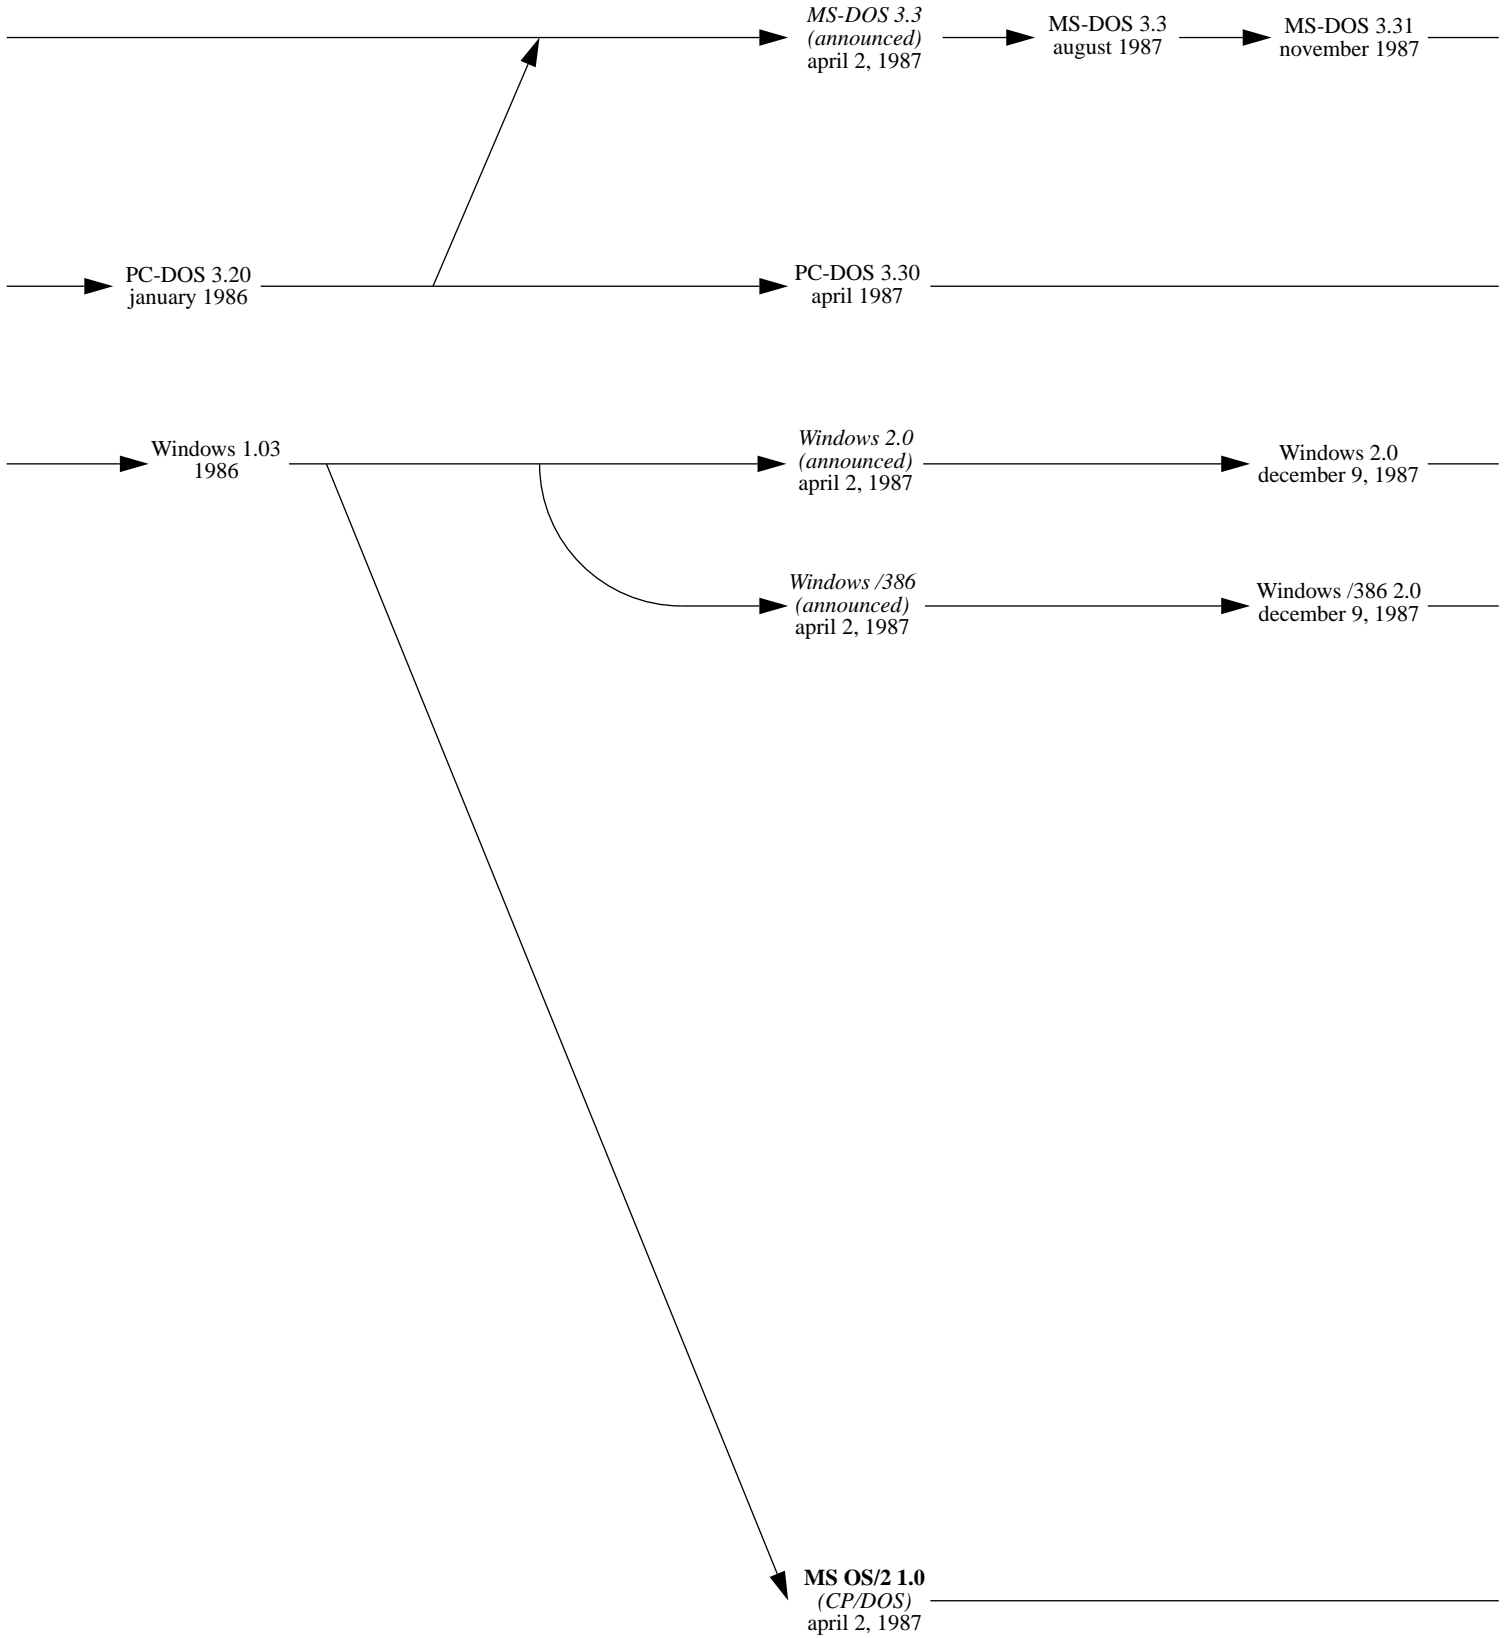 MS-DOS 3.3
(announced)
april 2, 1987
MS-DOS 3.3
august 1987
MS-DOS 3.31
november 1987
PC-DOS 3.20
january 1986
PC-DOS 3.30
april 1987
Windows 1.03
1986
Windows 2.0
(announced)
april 2, 1987
Windows 2.0
december 9, 1987
Windows /386
(announced)
april 2, 1987
Windows /386 2.0
december 9, 1987
MS OS/2 1.0
(CP/DOS)
april 2, 1987